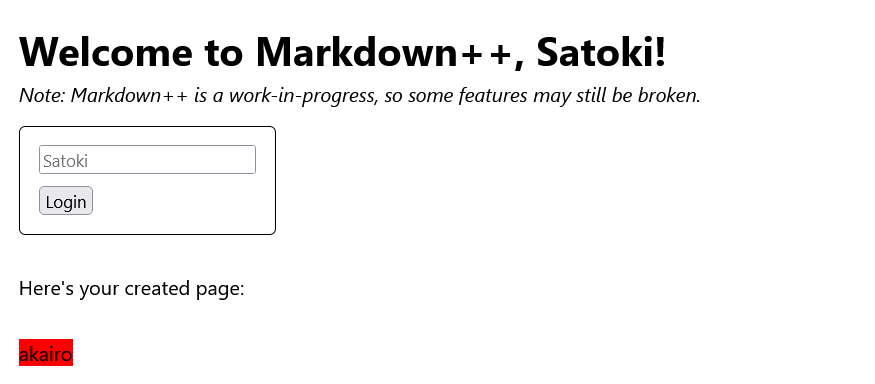 Welcome to Markdown++, Satoki!
Note: Markdown++ is a work-in-progress, so some features may still be broken.
Satoki
Login
Here's your created page:
akairo